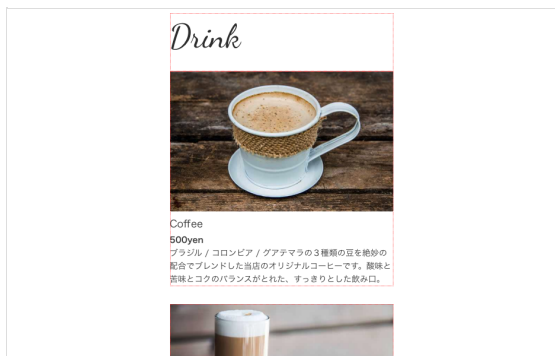 Drink
Coffee
500yen
ブラジル / コロンビア / グアテマラの３種類の豆を絶妙の
配合でブレンドした当店のオリジナルコーヒーです。酸味と
苦味とコクのバランスがとれた、すっきりとした飲み口。